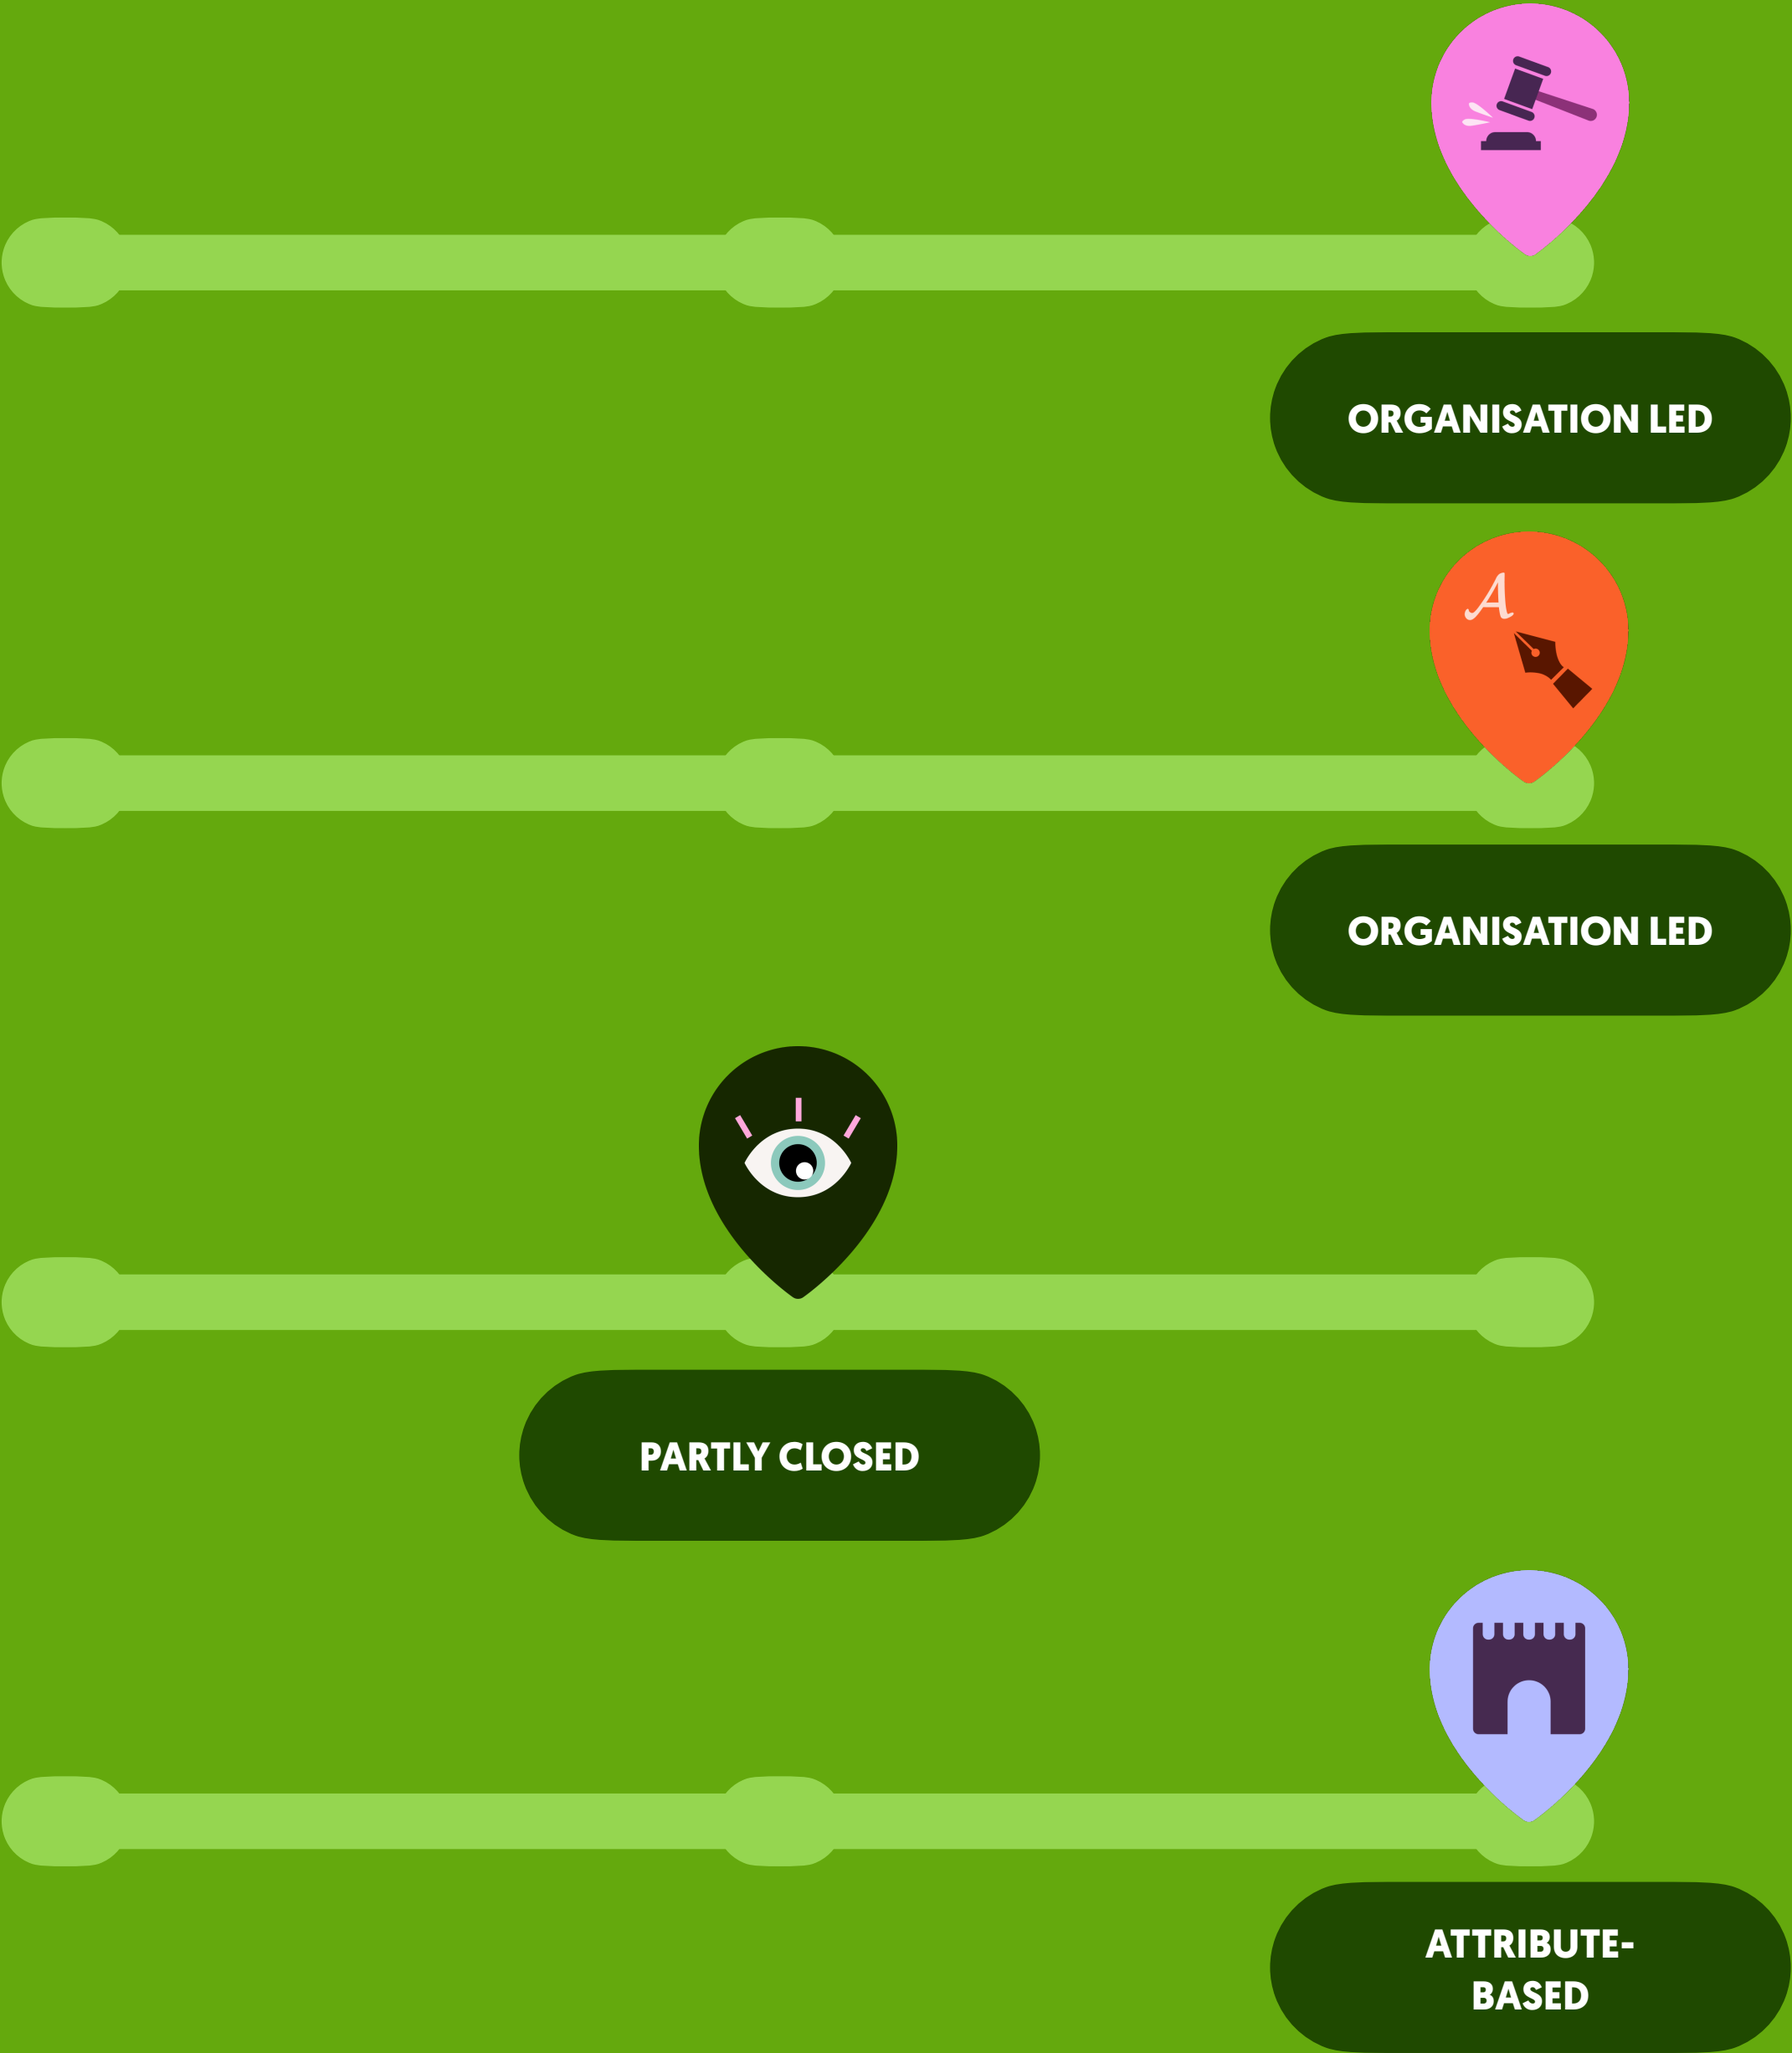 ORGANISATION LED
ORGANISATION LED
PARTLY CLOSED
ATTRIBUTE-
BASED